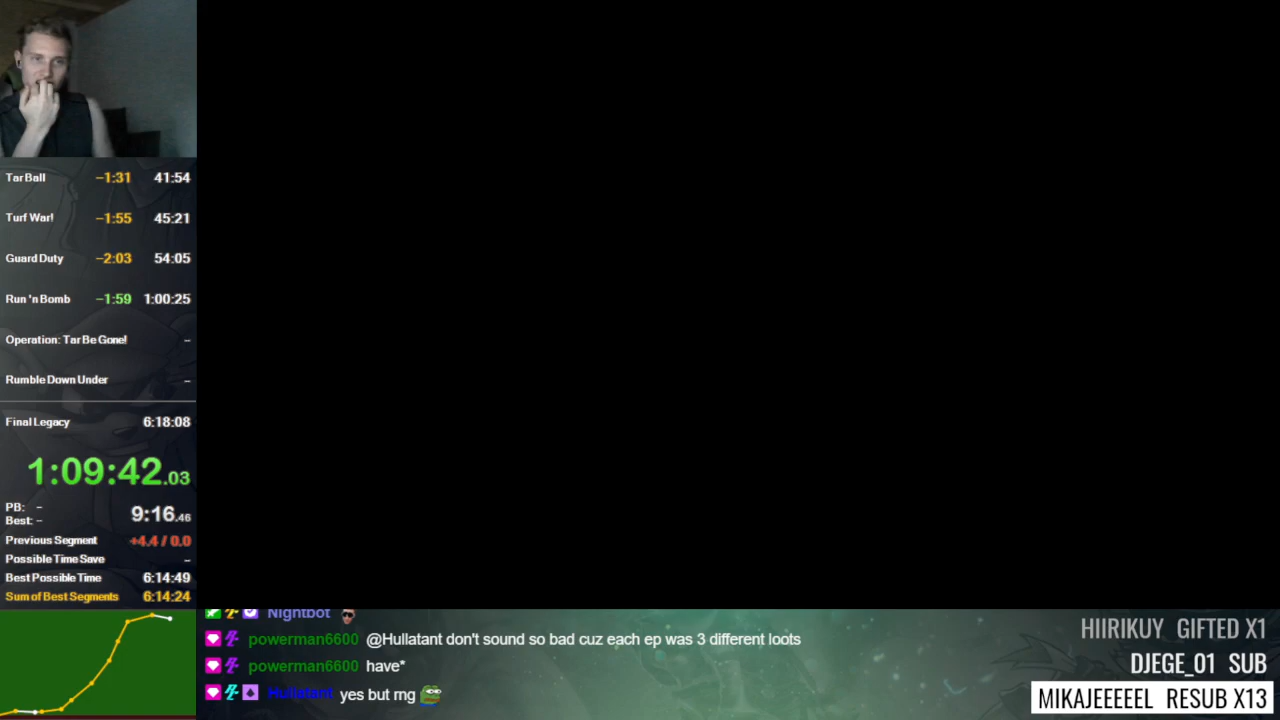 Tar Ball −1:31 41:54
Turf War! −1:55 45:21
Guard Duty −2:03 54:05
Run 'n Bomb −1:59 1:00:25
Operation: Tar Be Gone! –
Rumble Down Under –
Final Legacy 6:18:08
1:09:42.03
PB: –
Best: –
9:16.46
Previous Segment +4.4 / 0.0
Possible Time Save –
Best Possible Time 6:14:49
Sum of Best Segments 6:14:24
Nightbot
powerman6600 @Hullatant don't sound so bad cuz each ep was 3 different loots
powerman6600 have*
Hullatant yes but rng
HIIRIKUY GIFTED X1
DJEGE_01 SUB
MIKAJEEEEEL RESUB X13